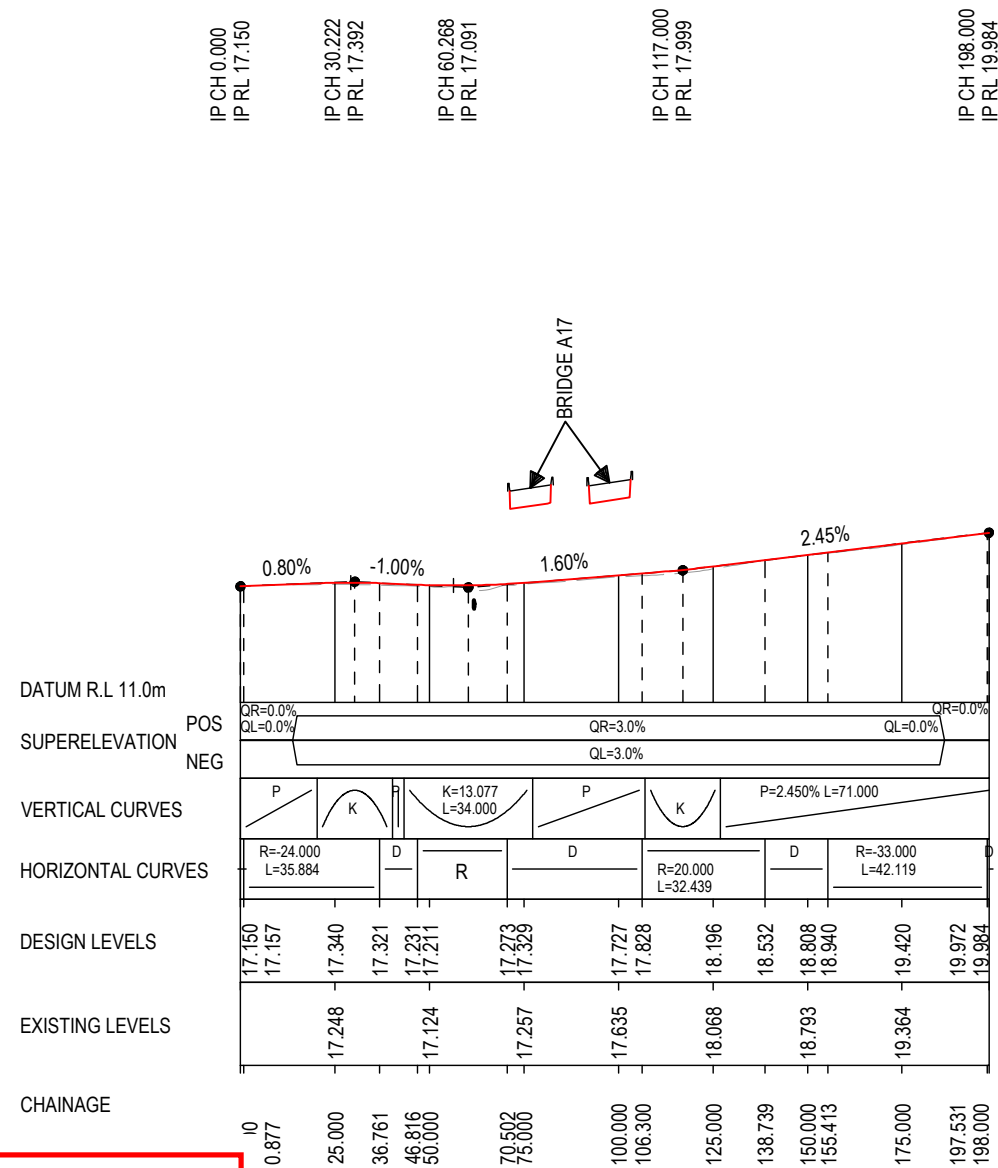 IP CH 0.000
IP RL 17.150
IP CH 30.222
IP RL 17.392
IP CH 60.268
IP RL 17.091
IP CH 117.000
IP RL 17.999
IP CH 198.000
IP RL 19.984
BRIDGE A17
0.80%
-1.00%
1.60%
2.45%
DATUM R.L 11.0m
SUPERELEVATION
POS
NEG
QR=0.0%
QL=0.0%
QR=3.0%
QL=0.0%
QR=0.0%
QL=3.0%
VERTICAL CURVES
P
K
P
K=13.077
L=34.000
P
K
P=2.450% L=71.000
HORIZONTAL CURVES
R=-24.000
L=35.884
D
R
D
R=20.000
L=32.439
D
R=-33.000
L=42.119
D
DESIGN LEVELS
17.150
17.157
17.340
17.321
17.231
17.211
17.273
17.329
17.727
17.828
18.196
18.532
18.808
18.940
19.420
19.972
19.984
EXISTING LEVELS
17.248
17.124
17.257
17.635
18.068
18.793
19.364
CHAINAGE
0.877
25.000
36.761
46.816
50.000
70.502
75.000
100.000
106.300
125.000
138.739
150.000
155.413
175.000
197.531
198.000